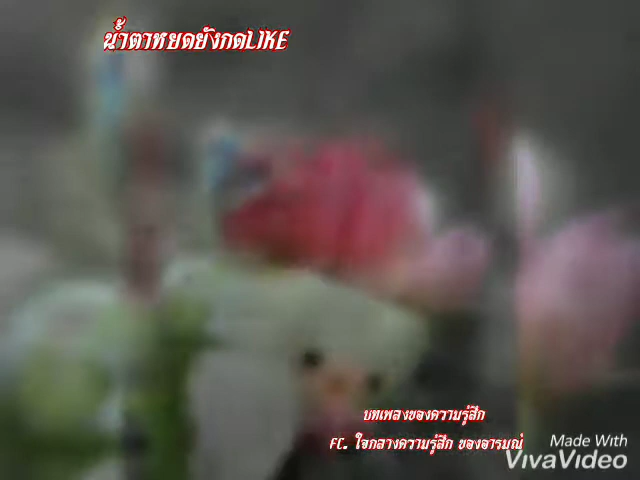 น้ำตาหยดยังกดLIKE
บทเพลงของความรู้สึก
FC. ใจกลางความรู้สึก ของอารมณ์
Made With
VivaVideo